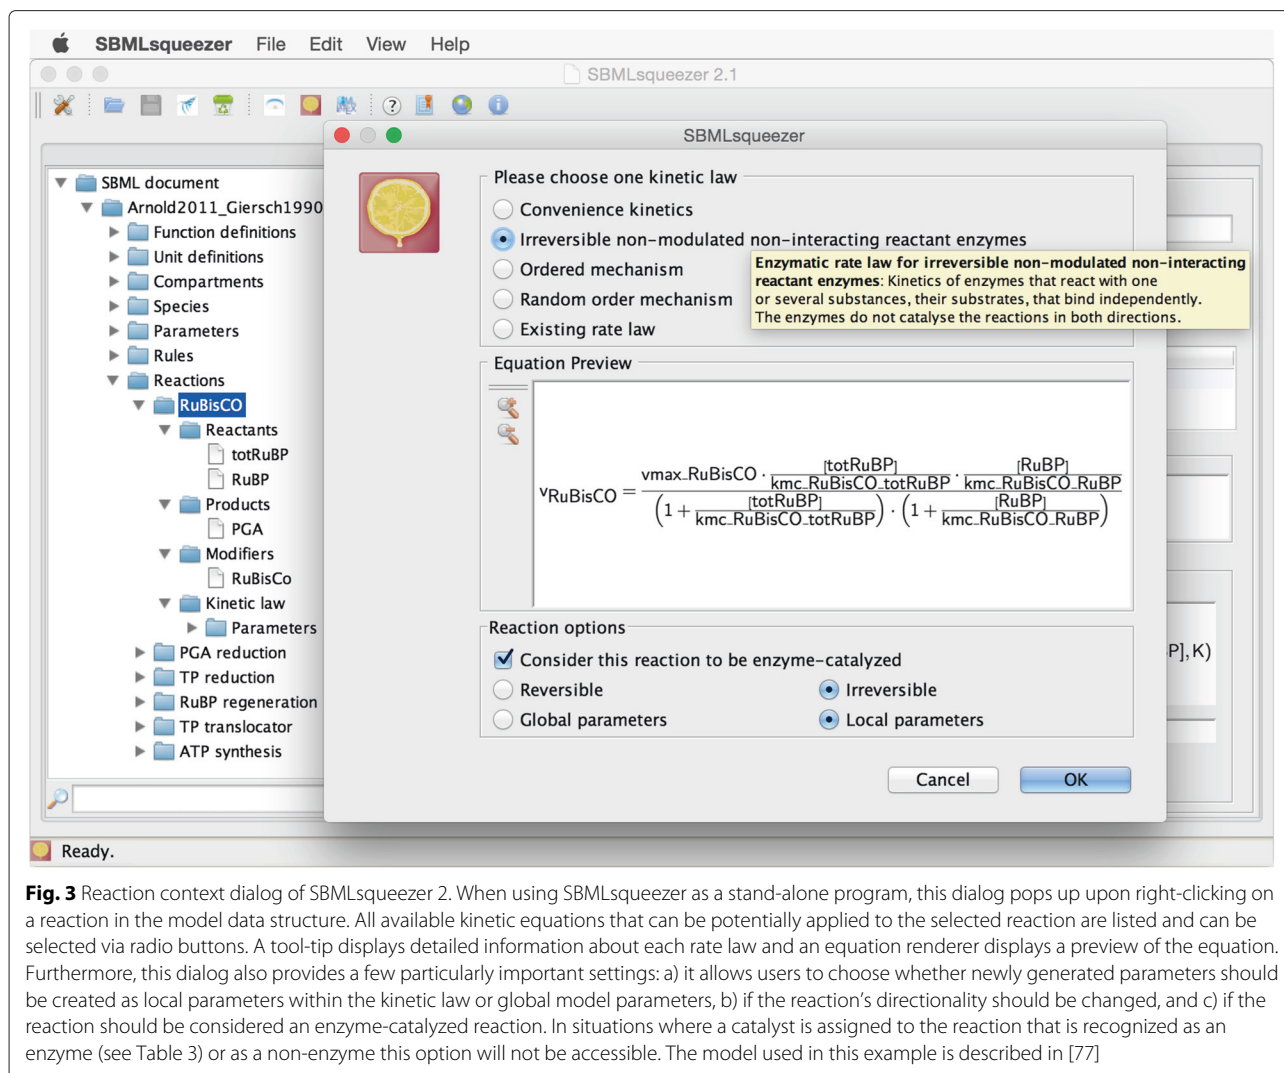 SBMLsqueezer File Edit View Help
SBMLsqueezer 2.1
SBMLsqueezer
SBML document
Arnold2011_Giersch1990
Function definitions
Unit definitions
Compartments
Species
Parameters
Rules
Reactions
RuBisCO
Reactants
totRuBP
RuBP
Products
PGA
Modifiers
RuBisCo
Kinetic law
Parameters
PGA reduction
TP reduction
RuBP regeneration
TP translocator
ATP synthesis
Please choose one kinetic law
Convenience kinetics
Irreversible non-modulated non-interacting reactant enzymes
Ordered mechanism
Random order mechanism
Existing rate law
Enzymatic rate law for irreversible non-modulated non-interacting
reactant enzymes: Kinetics of enzymes that react with one
or several substances, their substrates, that bind independently.
The enzymes do not catalyse the reactions in both directions.
Equation Preview
[totRuBP] [RuBP]
vmax_RuBisCO · ―――――――― · ――――――――
kmc_RuBisCO_totRuBP kmc_RuBisCO_RuBP
vRuBisCO =
(1 + [totRuBP] / kmc_RuBisCO_totRuBP) · (1 + [RuBP] / kmc_RuBisCO_RuBP)
Reaction options
Consider this reaction to be enzyme-catalyzed
Reversible Irreversible
Global parameters Local parameters
Cancel OK
P],K)
Ready.
Fig. 3 Reaction context dialog of SBMLsqueezer 2. When using SBMLsqueezer as a stand-alone program, this dialog pops up upon right-clicking on
a reaction in the model data structure. All available kinetic equations that can be potentially applied to the selected reaction are listed and can be
selected via radio buttons. A tool-tip displays detailed information about each rate law and an equation renderer displays a preview of the equation.
Furthermore, this dialog also provides a few particularly important settings: a) it allows users to choose whether newly generated parameters should
be created as local parameters within the kinetic law or global model parameters, b) if the reaction's directionality should be changed, and c) if the
reaction should be considered an enzyme-catalyzed reaction. In situations where a catalyst is assigned to the reaction that is recognized as an
enzyme (see Table 3) or as a non-enzyme this option will not be accessible. The model used in this example is described in [77]